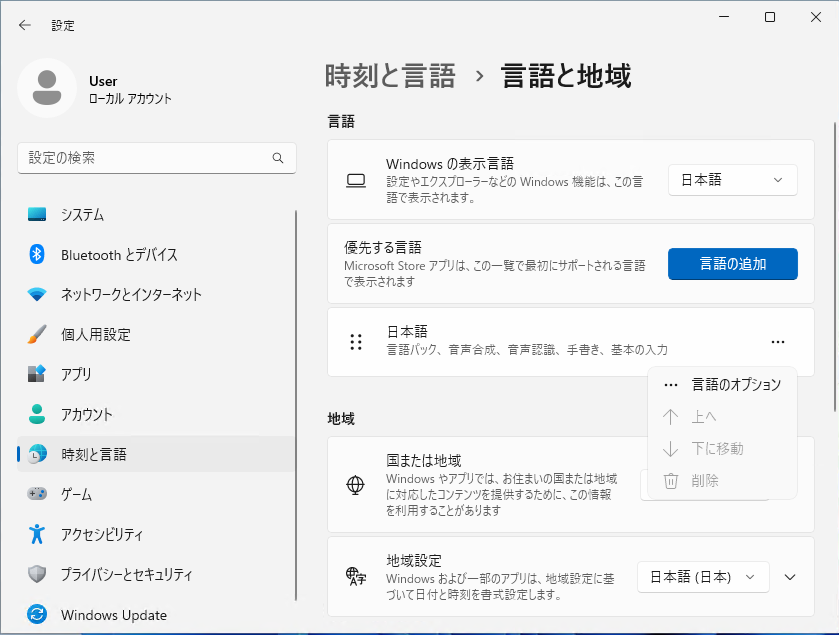 設定
User
ローカル アカウント
設定の検索
システム
Bluetooth とデバイス
ネットワークとインターネット
個人用設定
アプリ
アカウント
時刻と言語
ゲーム
アクセシビリティ
プライバシーとセキュリティ
Windows Update
時刻と言語 › 言語と地域
言語
Windows の表示言語
設定やエクスプローラーなどの Windows 機能は、この言
語で表示されます。
日本語
優先する言語
Microsoft Store アプリは、この一覧で最初にサポートされる言語
で表示されます
言語の追加
日本語
言語パック、音声合成、音声認識、手書き、基本の入力
言語のオプション
上へ
下に移動
削除
地域
国または地域
Windows やアプリでは、お住まいの国または地域
に対応したコンテンツを提供するために、この情報
を利用することがあります
地域設定
Windows および一部のアプリは、地域設定に基
づいて日付と時刻を書式設定します。
日本語 (日本)